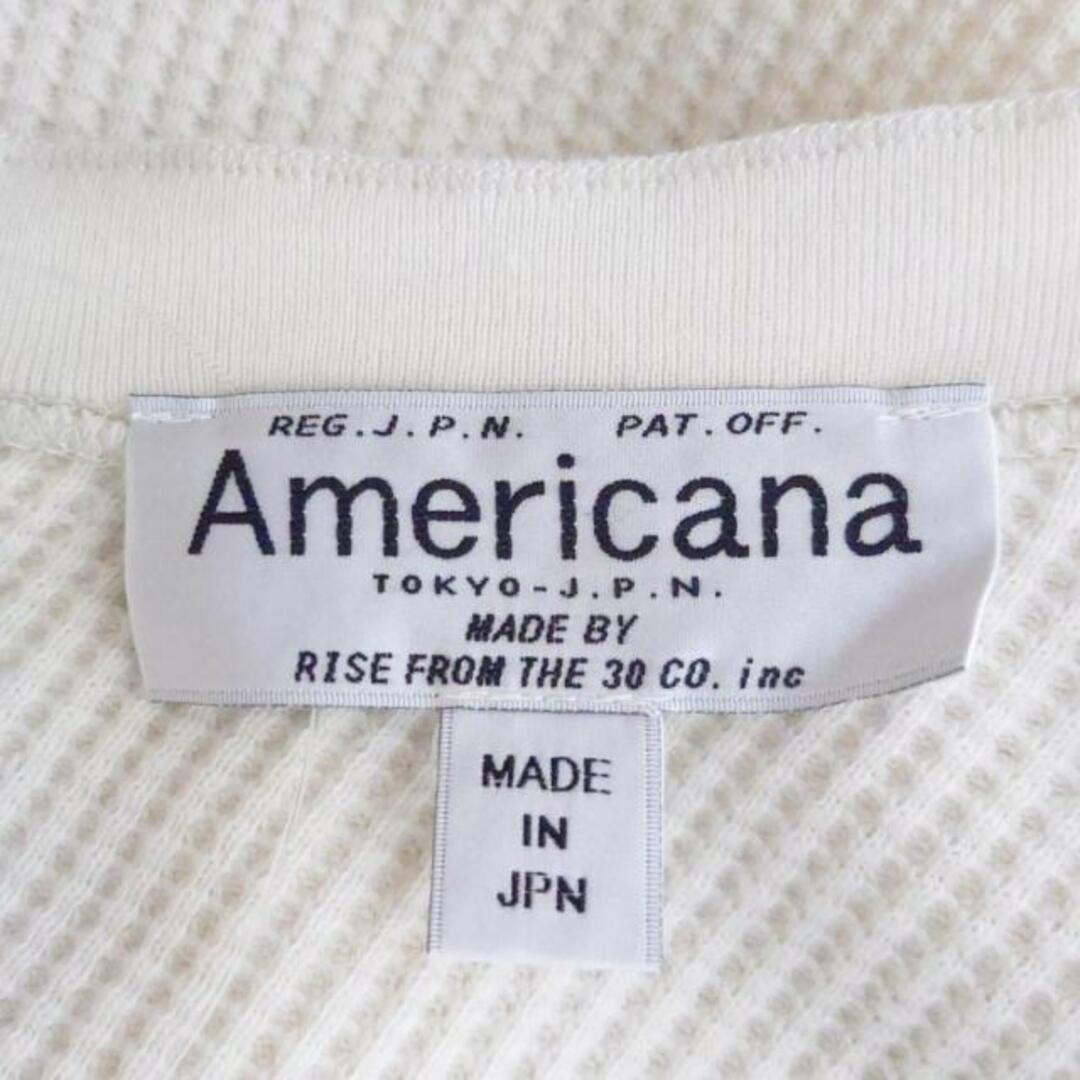 REG.J.P.N. PAT.OFF.
Americana
TOKYO-J.P.N.
MADE BY
RISE FROM THE 30 CO. inc
MADE
IN
JPN